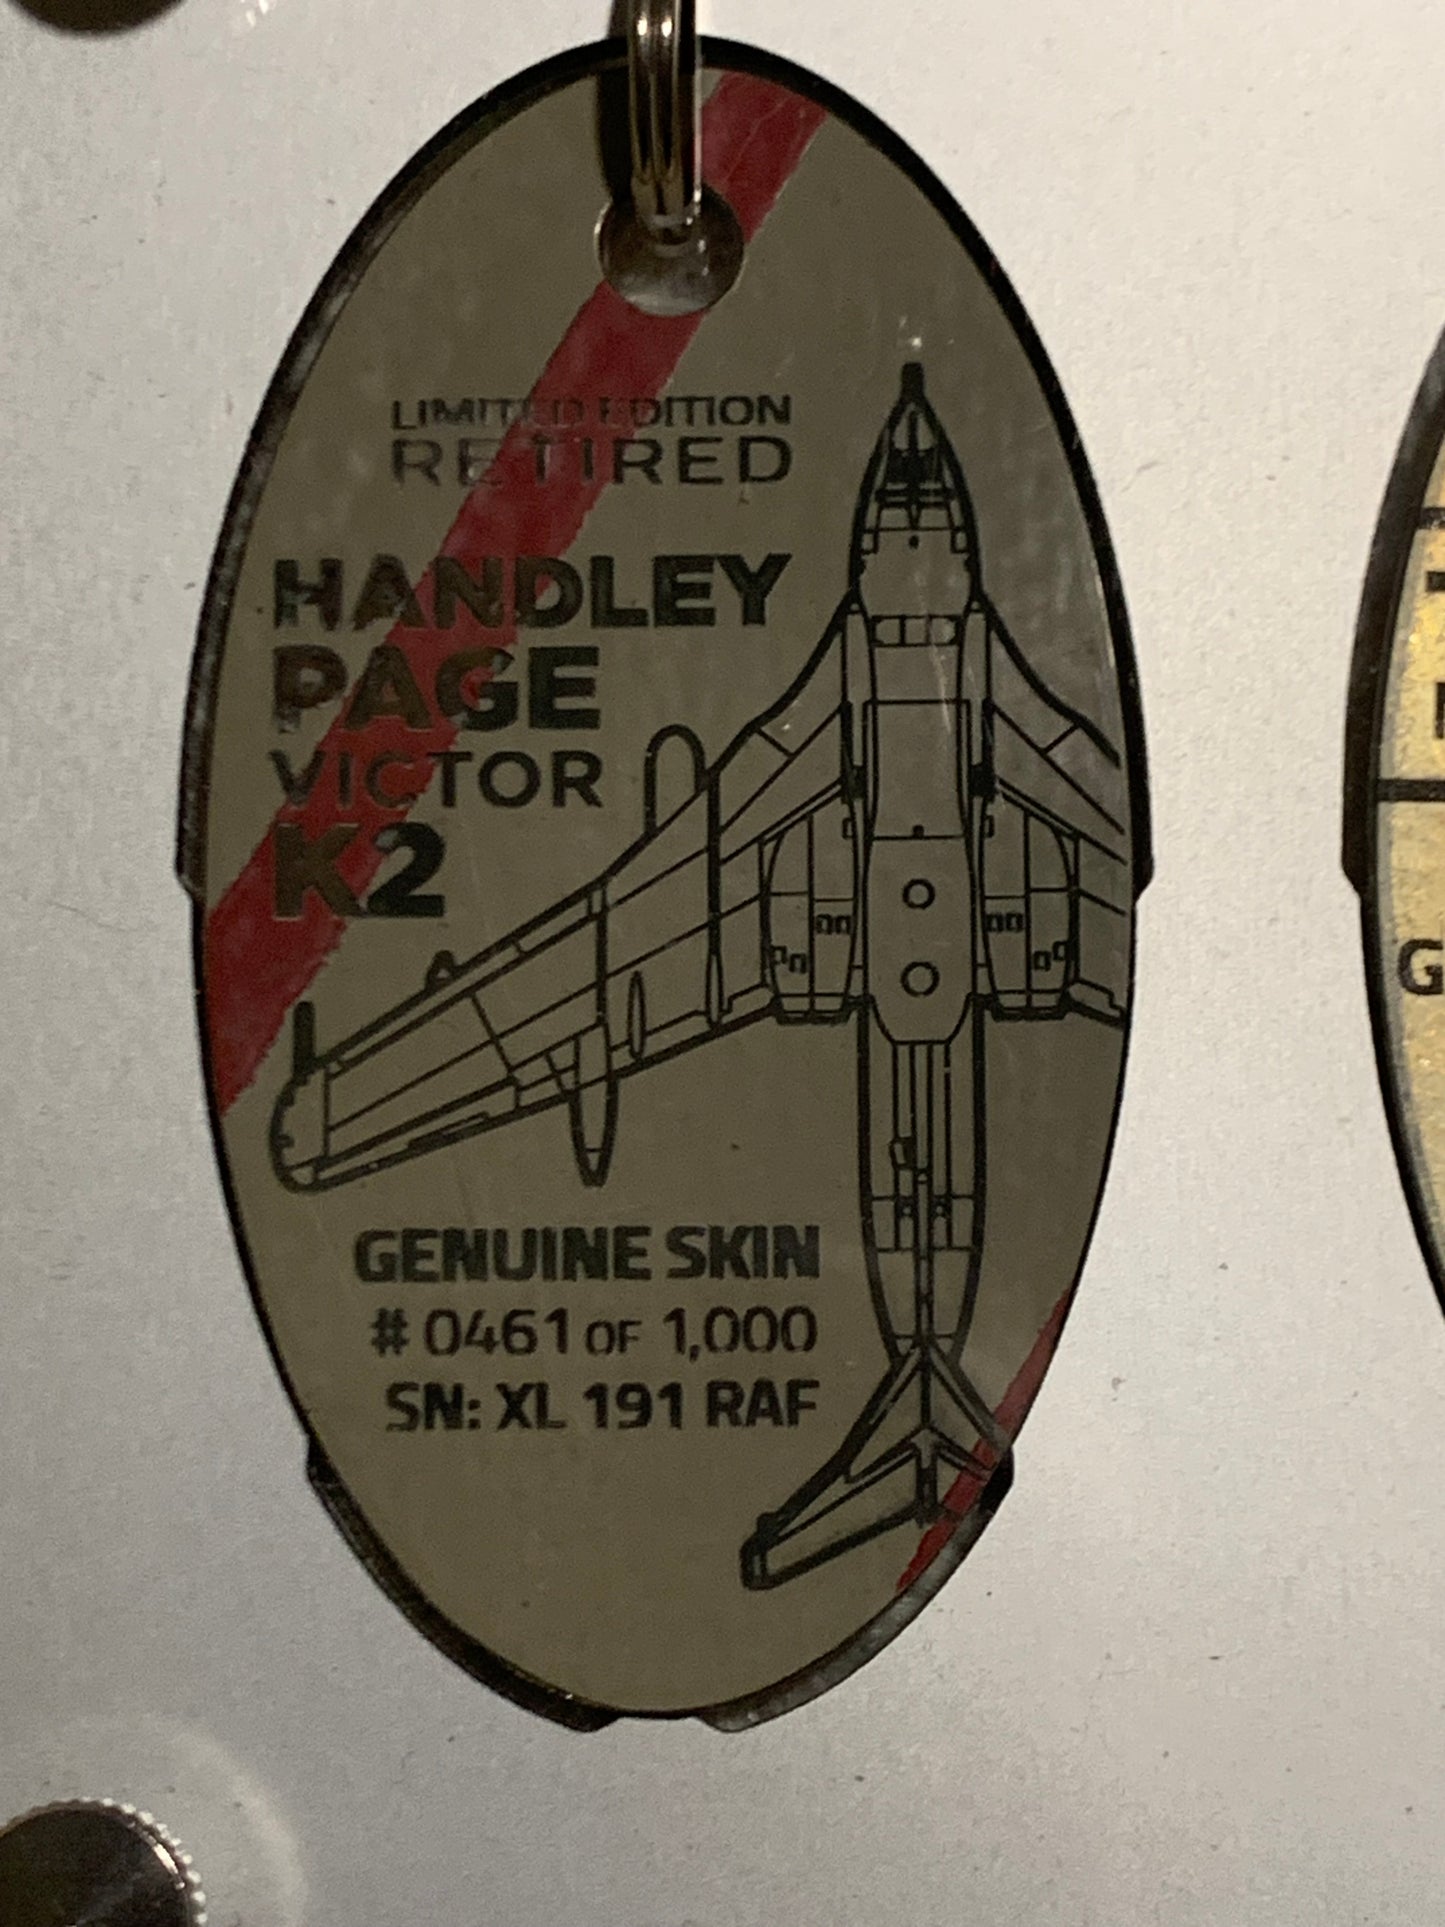 LIMITED EDITION
RETIRED
HANDLEY
PAGE
VICTOR
K2
GENUINE SKIN
# 0461 OF 1,000
SN: XL 191 RAF
G